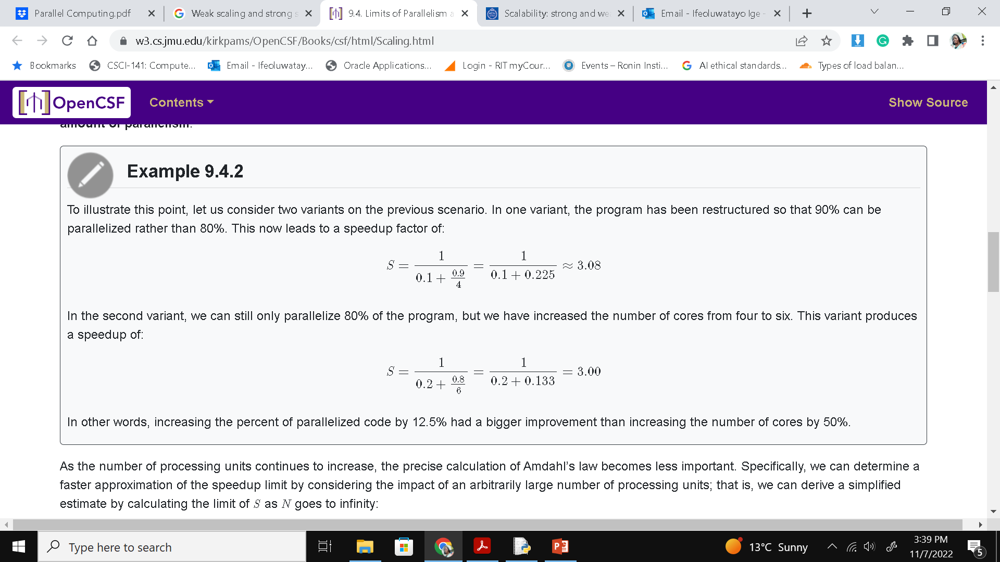 Parallel Computing.pdf
Weak scaling and strong s
9.4. Limits of Parallelism a
Scalability: strong and we
Email - Ifeoluwatayo Ige -
w3.cs.jmu.edu/kirkpams/OpenCSF/Books/csf/html/Scaling.html
Bookmarks
CSCI-141: Compute...
Email - Ifeoluwatay...
Oracle Applications...
Login - RIT myCour...
Events – Ronin Insti...
AI ethical standards...
Types of load balan...
OpenCSF
Contents
Show Source
amount of parallelism.
Example 9.4.2
To illustrate this point, let us consider two variants on the previous scenario. In one variant, the program has been restructured so that 90% can be
parallelized rather than 80%. This now leads to a speedup factor of:
S = 1 / (0.1 + 0.9/4) = 1 / (0.1 + 0.225) ≈ 3.08
In the second variant, we can still only parallelize 80% of the program, but we have increased the number of cores from four to six. This variant produces
a speedup of:
S = 1 / (0.2 + 0.8/6) = 1 / (0.2 + 0.133) = 3.00
In other words, increasing the percent of parallelized code by 12.5% had a bigger improvement than increasing the number of cores by 50%.
As the number of processing units continues to increase, the precise calculation of Amdahl’s law becomes less important. Specifically, we can determine a
faster approximation of the speedup limit by considering the impact of an arbitrarily large number of processing units; that is, we can derive a simplified
estimate by calculating the limit of S as N goes to infinity:
Type here to search
13°C Sunny
3:39 PM
11/7/2022
5